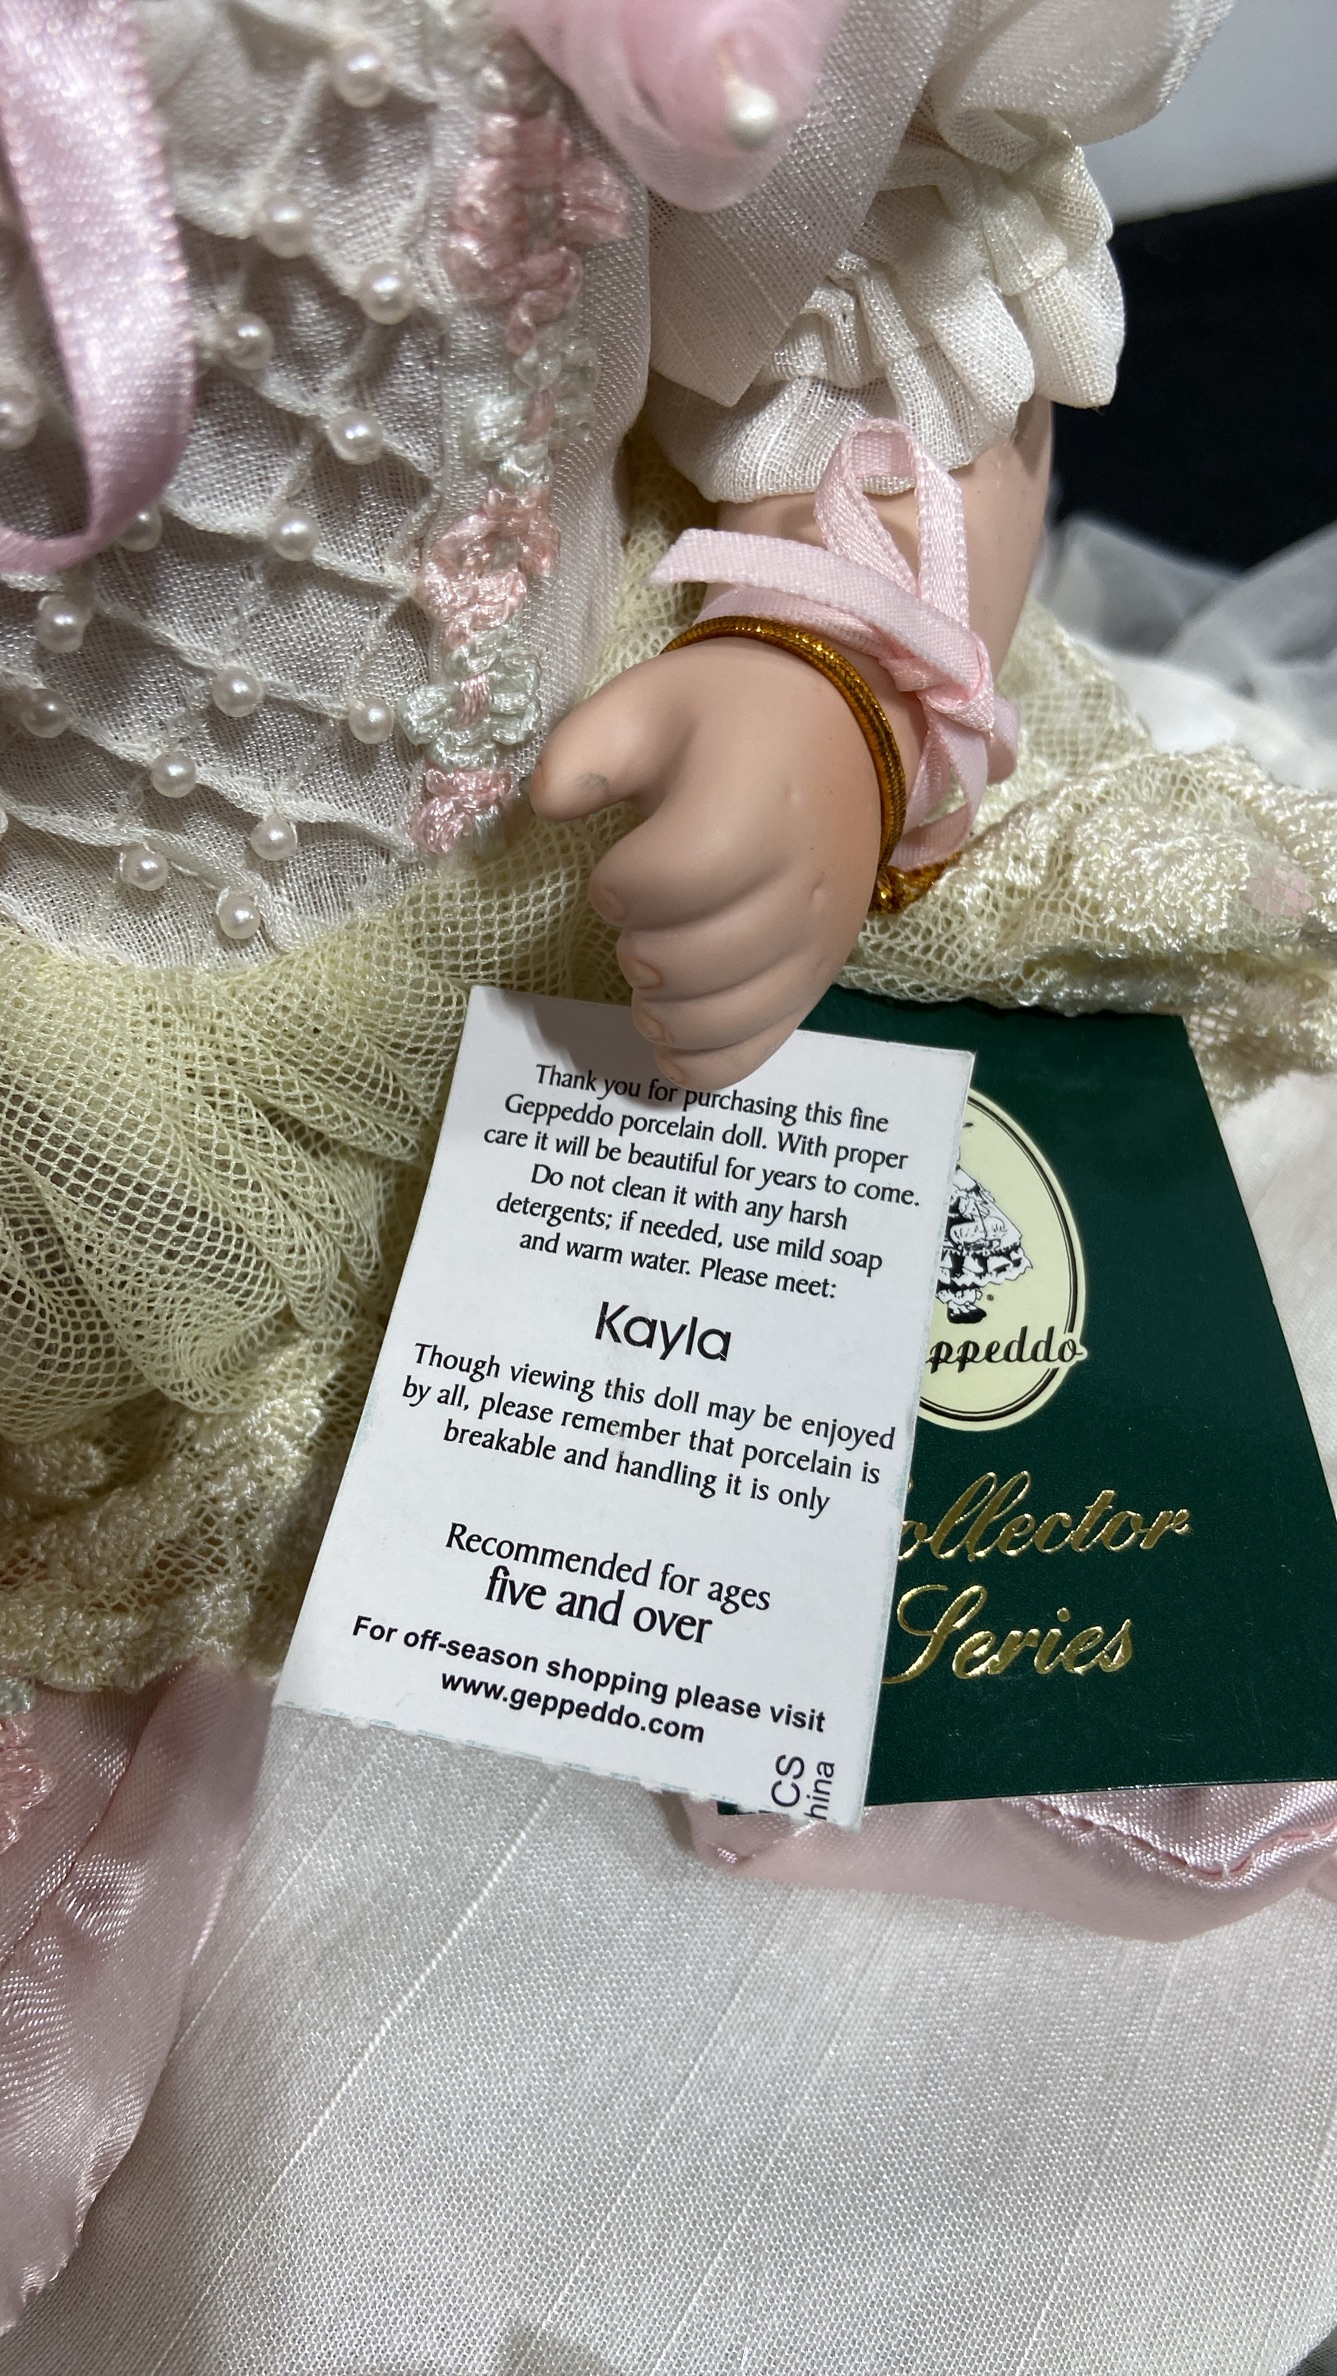 Thank you for purchasing this fine
Geppeddo porcelain doll. With proper
care it will be beautiful for years to come.
Do not clean it with any harsh
detergents; if needed, use mild soap
and warm water. Please meet:
Kayla
Though viewing this doll may be enjoyed
by all, please remember that porcelain is
breakable and handling it is only
Recommended for ages
five and over
For off-season shopping please visit
www.geppeddo.com
CS
hina
eppeddo
ollector
Series